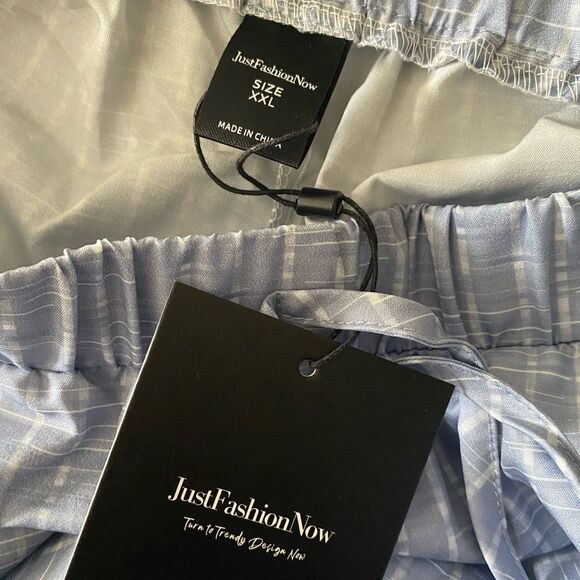 JustFashionNow
SIZE
XXL
MADE IN CHINA
JustFashionNow
Turn to Trendy Design Now